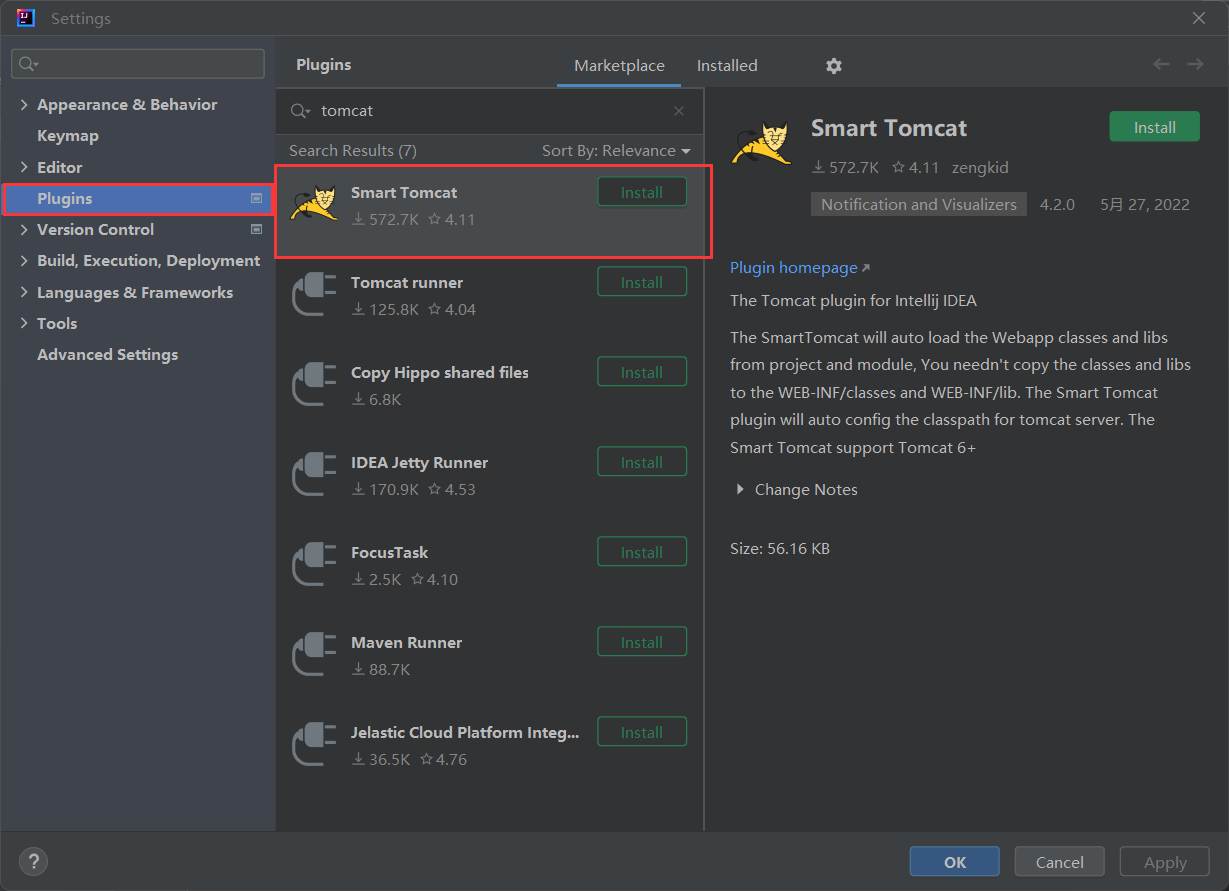 Settings
Plugins
Marketplace
Installed
Appearance & Behavior
Keymap
Editor
Plugins
Version Control
Build, Execution, Deployment
Languages & Frameworks
Tools
Advanced Settings
tomcat
Search Results (7)
Sort By: Relevance
Smart Tomcat
Install
572.7K
4.11
Tomcat runner
Install
125.8K
4.04
Copy Hippo shared files
Install
6.8K
IDEA Jetty Runner
Install
170.9K
4.53
FocusTask
Install
2.5K
4.10
Maven Runner
Install
88.7K
Jelastic Cloud Platform Integ...
Install
36.5K
4.76
Smart Tomcat
Install
572.7K
4.11
zengkid
Notification and Visualizers
4.2.0
5月 27, 2022
Plugin homepage
The Tomcat plugin for Intellij IDEA
The SmartTomcat will auto load the Webapp classes and libs
from project and module, You needn't copy the classes and libs
to the WEB-INF/classes and WEB-INF/lib. The Smart Tomcat
plugin will auto config the classpath for tomcat server. The
Smart Tomcat support Tomcat 6+
Change Notes
Size: 56.16 KB
?
OK
Cancel
Apply